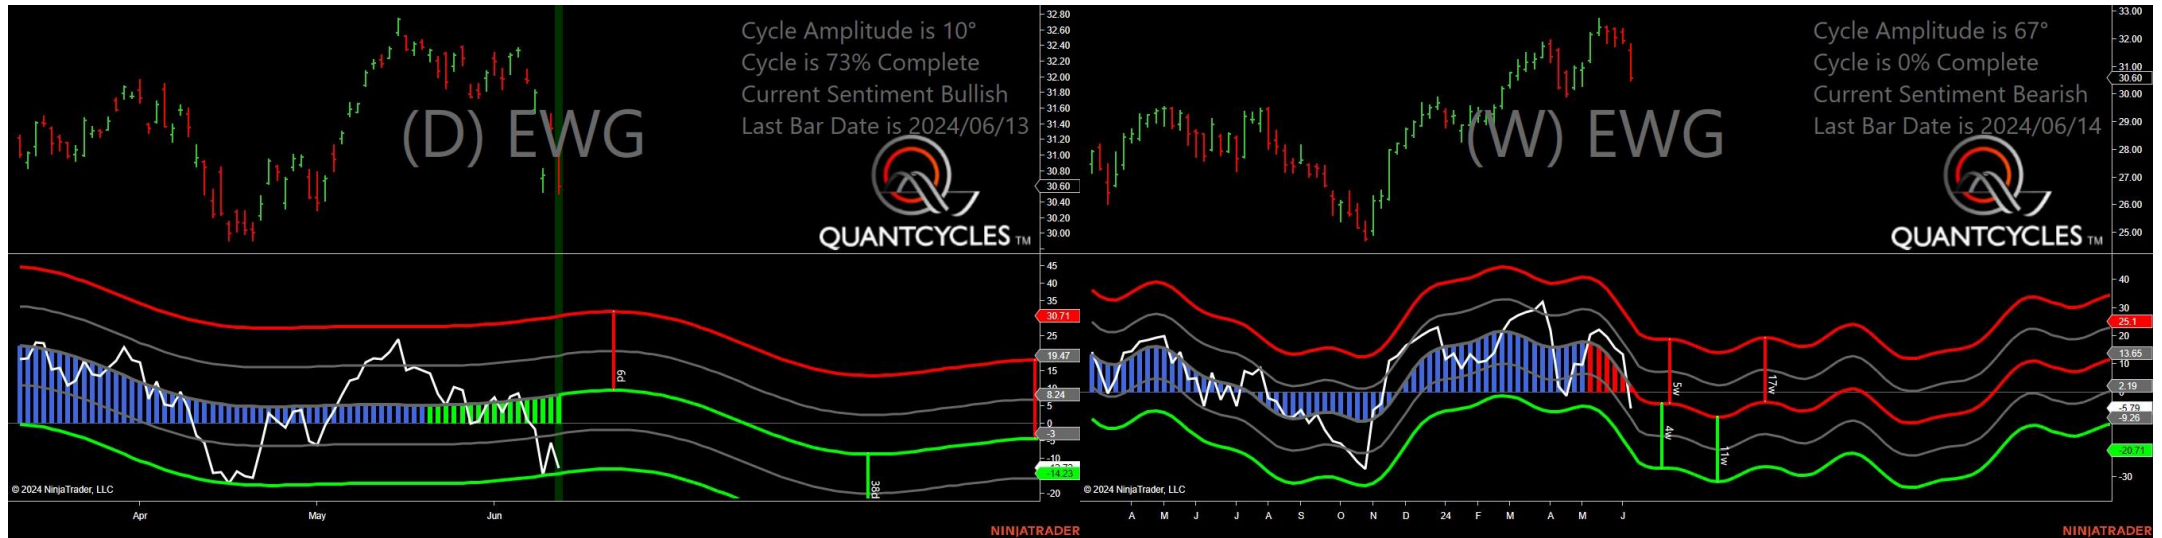 (D) EWG
Cycle Amplitude is 10°
Cycle is 73% Complete
Current Sentiment Bullish
Last Bar Date is 2024/06/13
QUANTCYCLES TM
32.80
32.60
32.40
32.20
32.00
31.80
31.60
31.40
31.20
31.00
30.80
30.60
30.40
30.20
30.00
45
40
35
30.71
25
19.47
15
8.24
5
0
-3
-10
-14.23
-20
6d
38d
© 2024 NinjaTrader, LLC
Apr
May
Jun
NINJATRADER
(W) EWG
Cycle Amplitude is 67°
Cycle is 0% Complete
Current Sentiment Bearish
Last Bar Date is 2024/06/14
QUANTCYCLES TM
33.00
32.00
31.00
30.60
30.00
29.00
28.00
27.00
26.00
25.00
40
30
25.1
20
13.65
10
2.19
-5.79
-9.26
-20.71
-30
5w
17w
4w
11w
© 2024 NinjaTrader, LLC
A M J J A S O N D 24 F M A M J
NINJATRADER